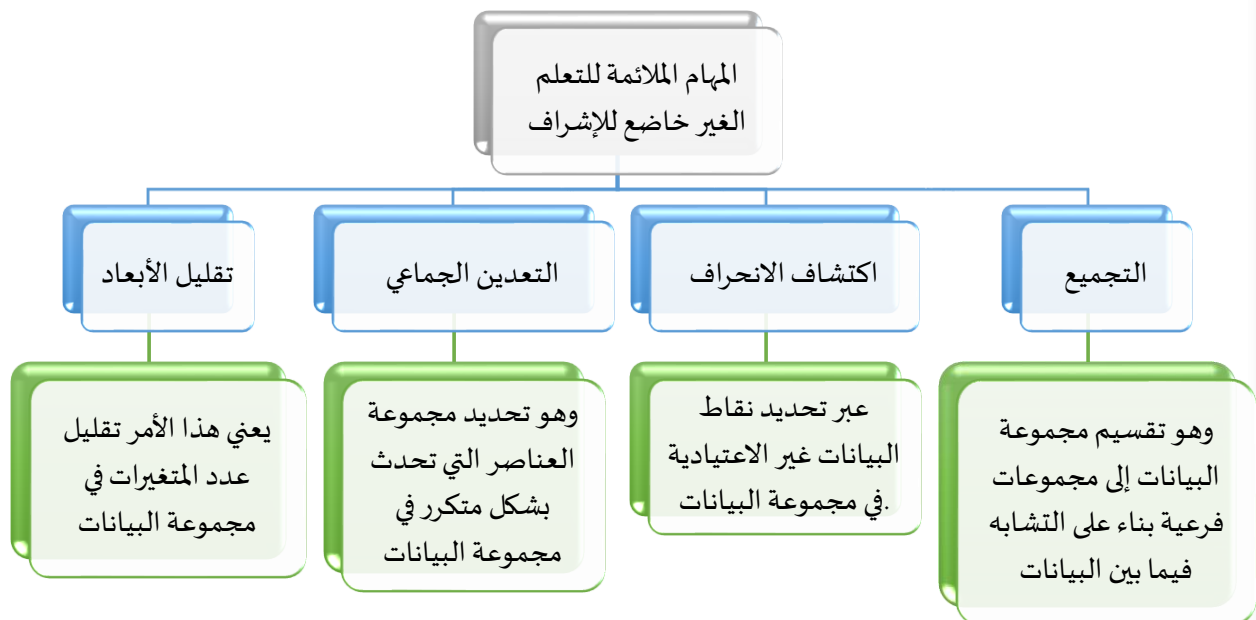 المهام الملائمة للتعلم
الغير خاضع للإشراف
التجميع
اكتشاف الانحراف
التعدين الجماعي
تقليل الأبعاد
وهو تقسيم مجموعة
البيانات إلى مجموعات
فرعية بناء على التشابه
فيما بين البيانات
عبر تحديد نقاط
البيانات غير الاعتيادية
.في مجموعة البيانات
وهو تحديد مجموعة
العناصر التي تحدث
بشكل متكرر في
مجموعة البيانات
يعني هذا الأمر تقليل
عدد المتغيرات في
مجموعة البيانات